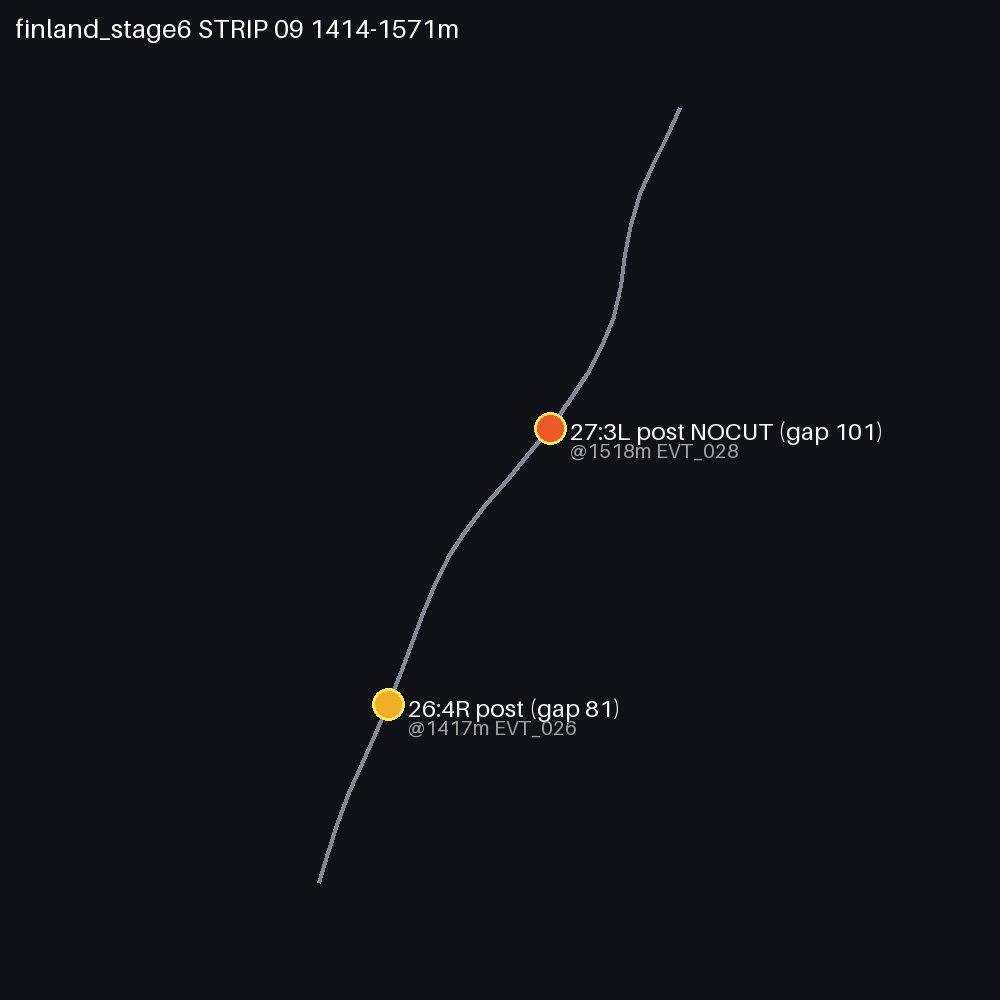 finland_stage6 STRIP 09 1414-1571m
27:3L post NOCUT (gap 101)
@1518m EVT_028
26:4R post (gap 81)
@1417m EVT_026